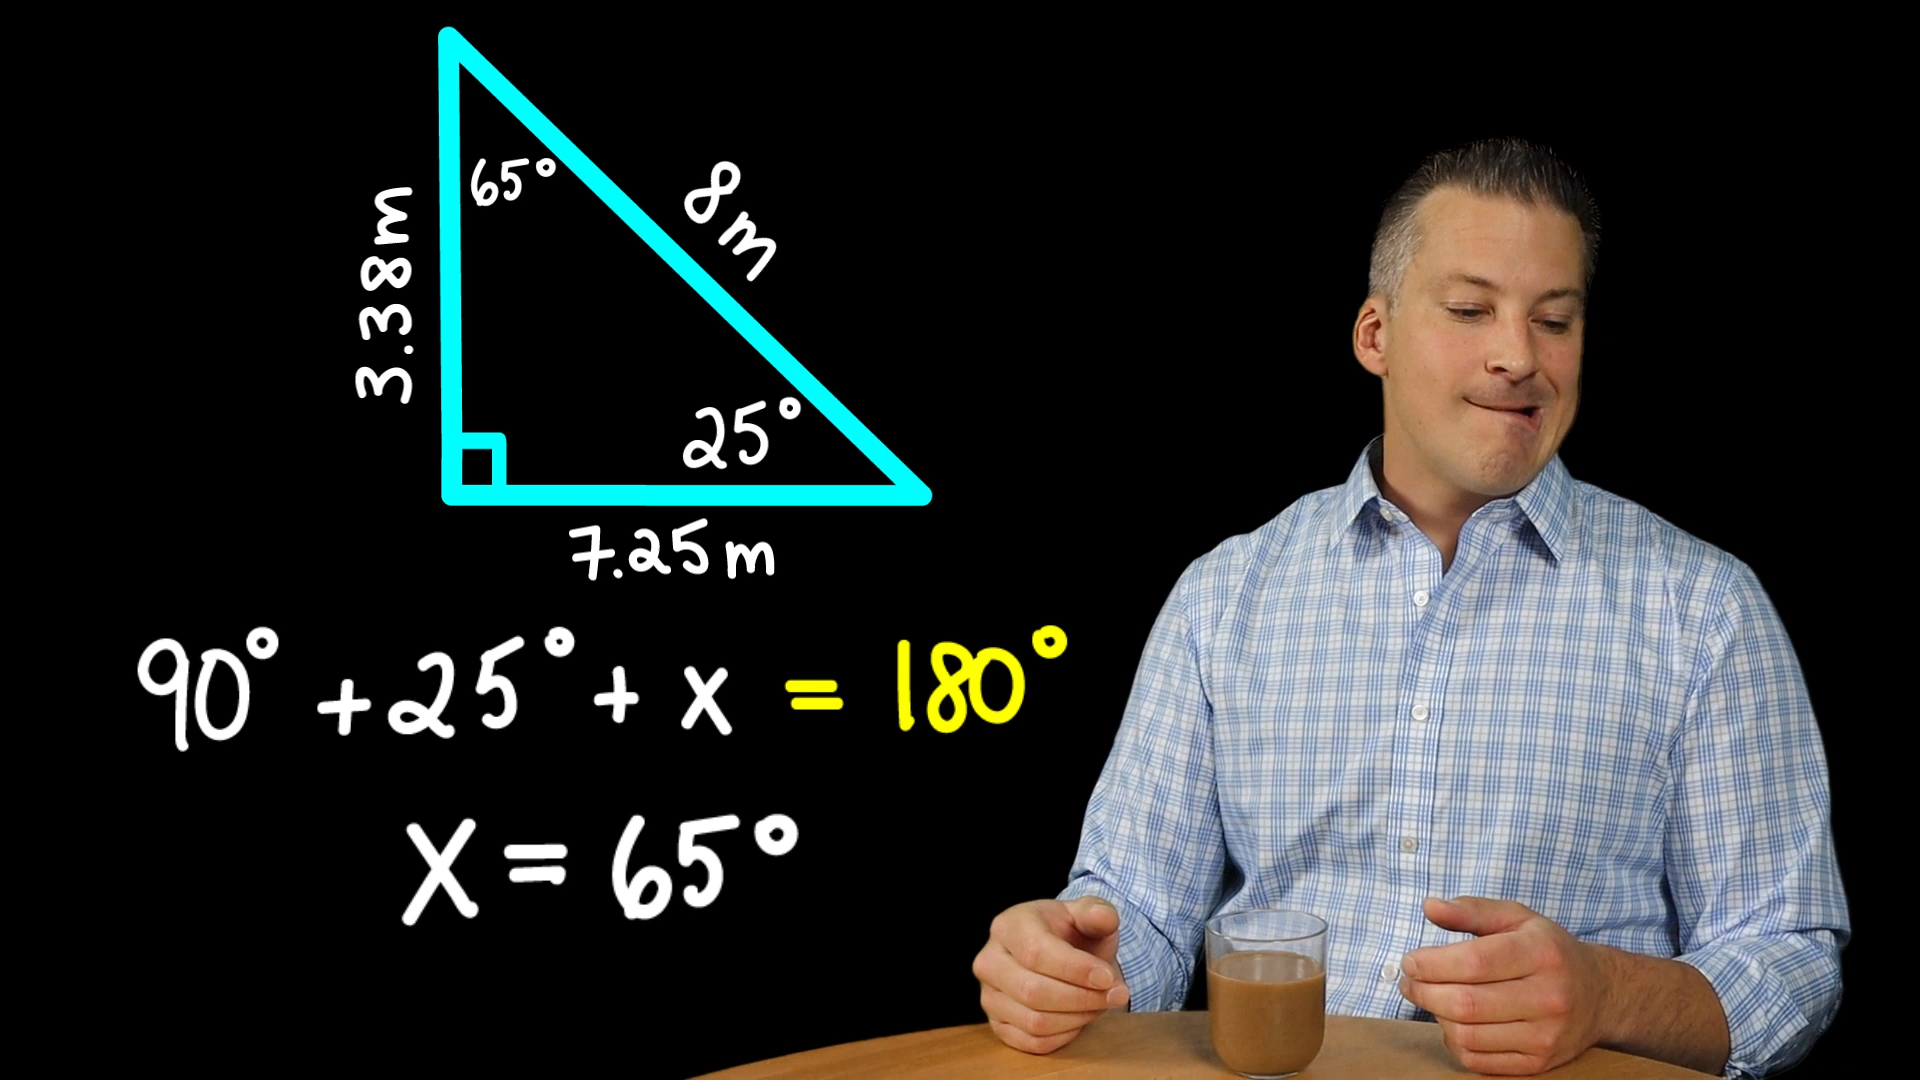 65°
8m
3.38m
25°
7.25m
90° + 25° + x = 180°
x = 65°